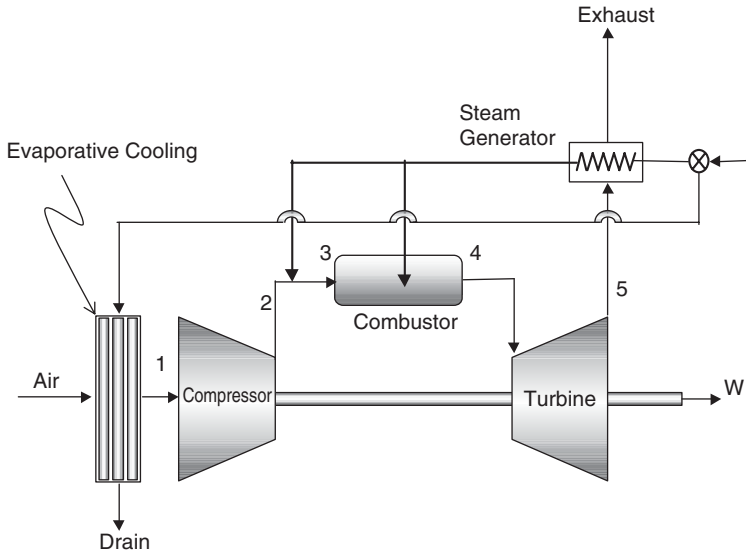 Exhaust
Steam
Generator
Evaporative Cooling
3
4
2
5
Combustor
1
Air
Compressor
Turbine
W
Drain